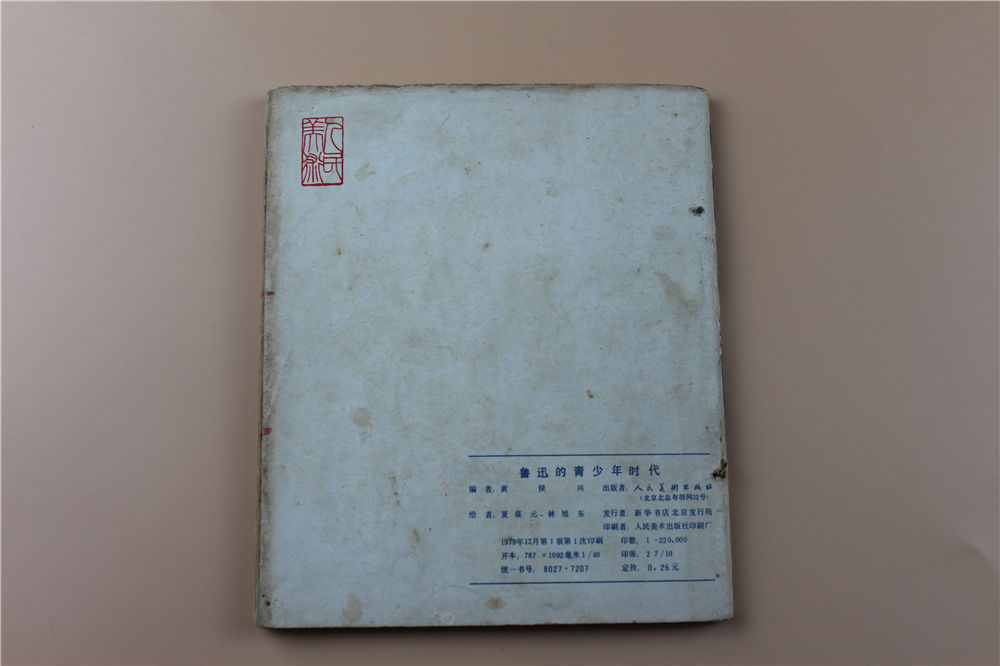 人民美术
鲁迅的青少年时代
编者：黄侯兴 出版者：人民美術出版社
（北京北总布胡同32号）
绘者：夏葆元、林旭东 发行者：新华书店北京发行所
印刷者：人民美术出版社印刷厂
1979年12月第1版第1次印刷 印数：1-220,000
开本：787×1092毫米1/40 印张：2 7/10
统一书号：8027·7207 定价：0.26元